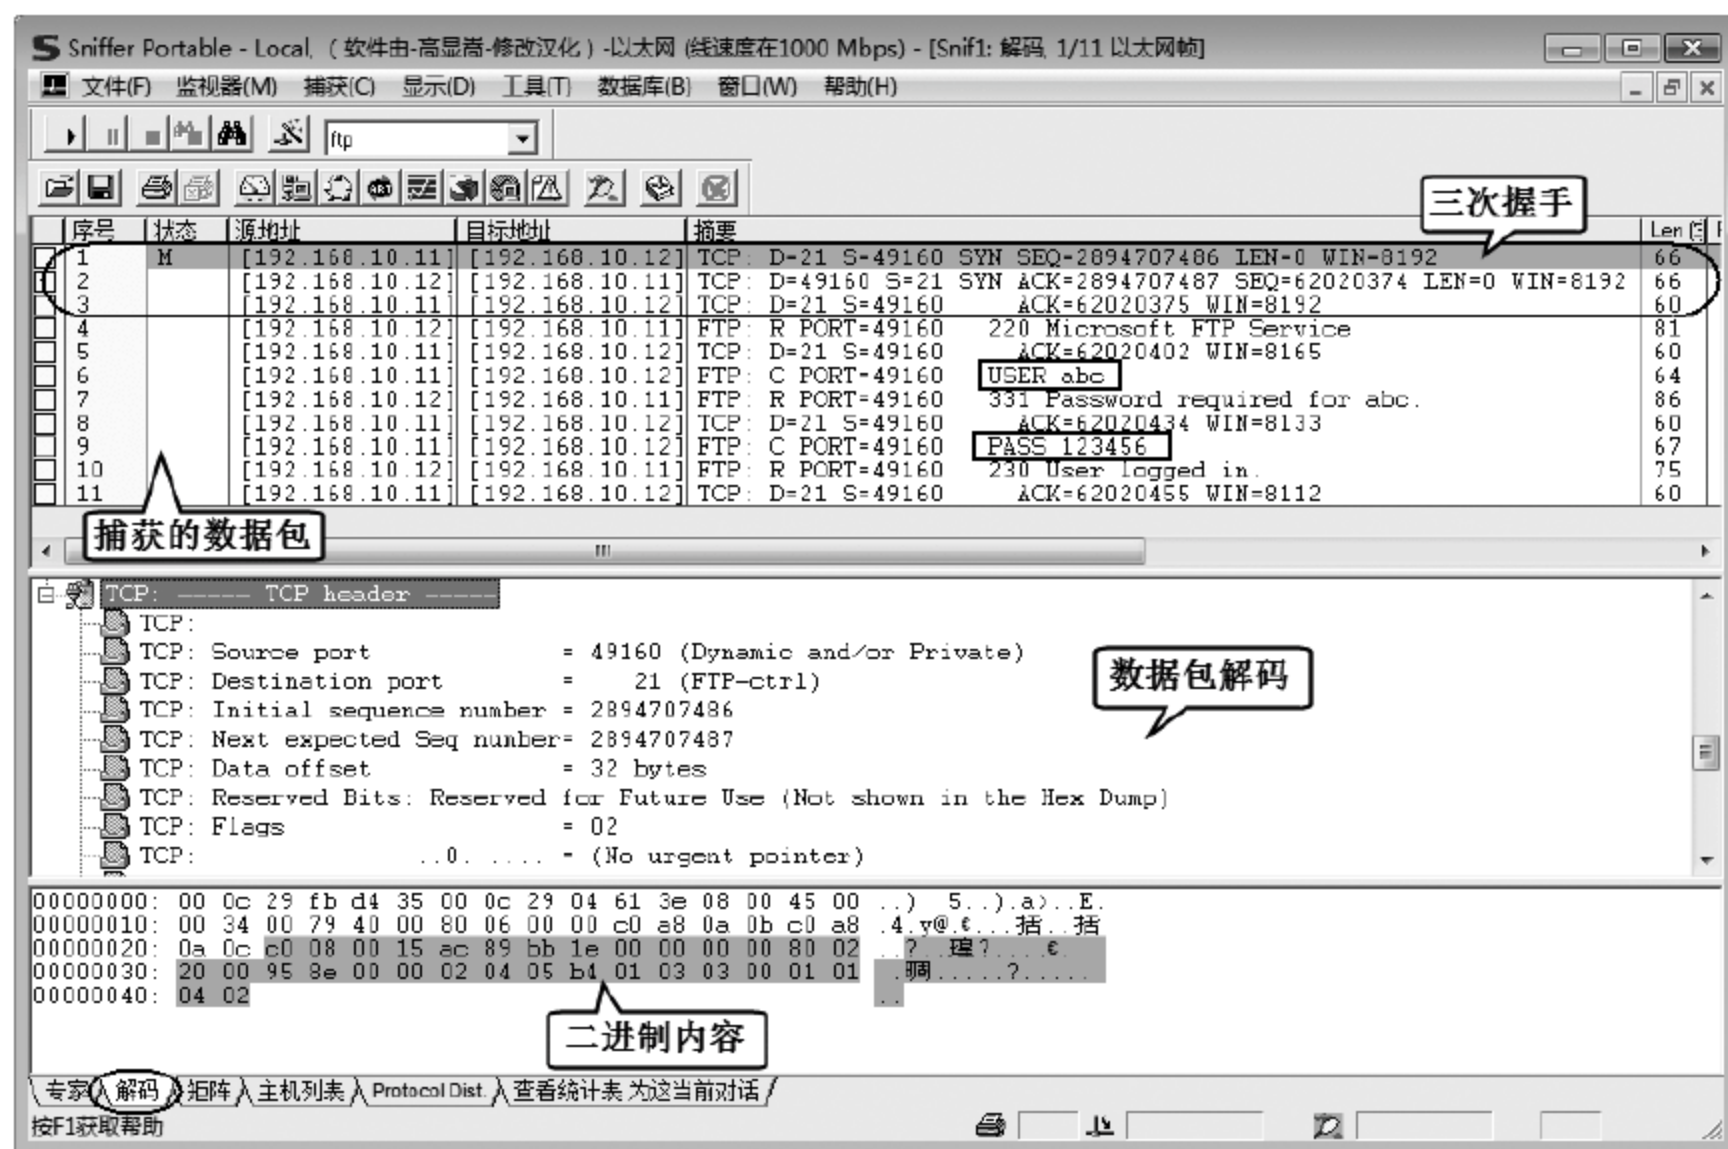 Sniffer Portable - Local, （软件由-高显嵩-修改汉化）-以太网 (线速度在1000 Mbps) - [Snif1: 解码, 1/11 以太网帧]
文件(F) 监视器(M) 捕获(C) 显示(D) 工具(T) 数据库(B) 窗口(W) 帮助(H)
ftp
三次握手
序号 状态 源地址 目标地址 摘要 Len
1 M [192.168.10.11] [192.168.10.12] TCP: D=21 S=49160 SYN SEQ=2894707486 LEN=0 WIN=8192 66
2 [192.168.10.12] [192.168.10.11] TCP: D=49160 S=21 SYN ACK=2894707487 SEQ=62020374 LEN=0 WIN=8192 66
3 [192.168.10.11] [192.168.10.12] TCP: D=21 S=49160 ACK=62020375 WIN=8192 60
4 [192.168.10.12] [192.168.10.11] FTP: R PORT=49160 220 Microsoft FTP Service 81
5 [192.168.10.11] [192.168.10.12] TCP: D=21 S=49160 ACK=62020402 WIN=8165 60
6 [192.168.10.11] [192.168.10.12] FTP: C PORT=49160 USER abc 64
7 [192.168.10.12] [192.168.10.11] FTP: R PORT=49160 331 Password required for abc. 86
8 [192.168.10.11] [192.168.10.12] TCP: D=21 S=49160 ACK=62020434 WIN=8133 60
9 [192.168.10.11] [192.168.10.12] FTP: C PORT=49160 PASS 123456 67
10 [192.168.10.12] [192.168.10.11] FTP: R PORT=49160 230 User logged in. 75
11 [192.168.10.11] [192.168.10.12] TCP: D=21 S=49160 ACK=62020455 WIN=8112 60
捕获的数据包
TCP: ----- TCP header -----
TCP:
TCP: Source port = 49160 (Dynamic and/or Private)
TCP: Destination port = 21 (FTP-ctrl)
TCP: Initial sequence number = 2894707486
TCP: Next expected Seq number= 2894707487
TCP: Data offset = 32 bytes
TCP: Reserved Bits: Reserved for Future Use (Not shown in the Hex Dump)
TCP: Flags = 02
TCP: ..0. .... = (No urgent pointer)
数据包解码
00000000: 00 0c 29 fb d4 35 00 0c 29 04 61 3e 08 00 45 00 ..) 5..).a>..E.
00000010: 00 34 00 79 40 00 80 06 00 00 c0 a8 0a 0b c0 a8 .4.y@.€...括..括
00000020: 0a 0c c0 08 00 15 ac 89 bb 1e 00 00 00 00 80 02
00000030: 20 00 95 8e 00 00 02 04 05 b4 01 03 03 00 01 01
00000040: 04 02 ..
二进制内容
专家 解码 矩阵 主机列表 Protocol Dist. 查看统计表 为这当前对话
按F1获取帮助